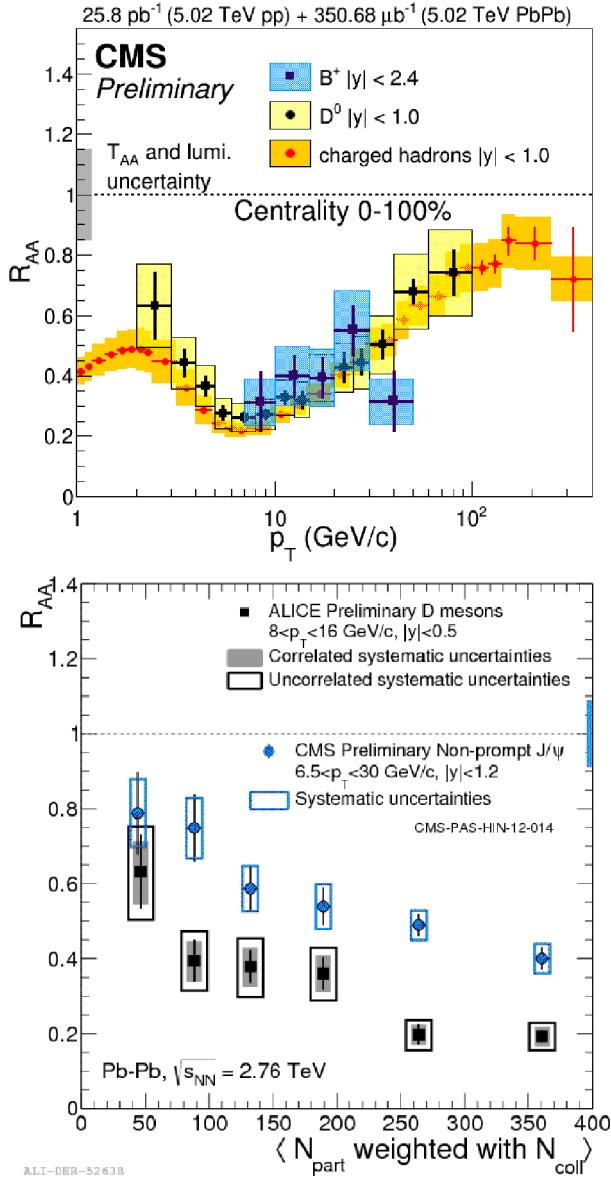 25.8 pb⁻¹ (5.02 TeV pp) + 350.68 μb⁻¹ (5.02 TeV PbPb)
CMS
Preliminary
B⁺ |y| < 2.4
D⁰ |y| < 1.0
charged hadrons |y| < 1.0
T_AA and lumi.
uncertainty
Centrality 0-100%
R_AA
1.4
1.2
1
0.8
0.6
0.4
0.2
0
1
10
10²
p_T (GeV/c)
R_AA
1.4
1.2
1
0.8
0.6
0.4
0.2
0
ALICE Preliminary D mesons
8<p_T<16 GeV/c, |y|<0.5
Correlated systematic uncertainties
Uncorrelated systematic uncertainties
CMS Preliminary Non-prompt J/ψ
6.5<p_T<30 GeV/c, |y|<1.2
Systematic uncertainties
CMS-PAS-HIN-12-014
Pb-Pb, √s_NN = 2.76 TeV
0 50 100 150 200 250 300 350 400
⟨ N_part weighted with N_coll ⟩
ALI-DER-52638